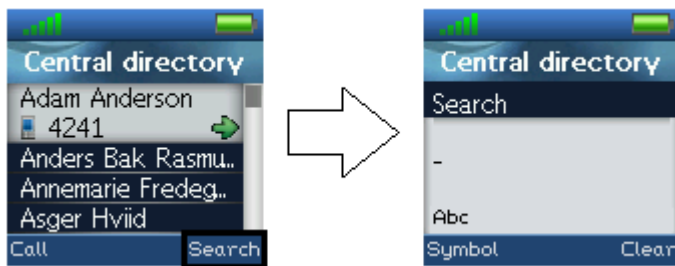 Central directory
Adam Anderson
4241
Anders Bak Rasmu..
Annemarie Fredeg..
Asger Hviid
Call Search
Central directory
Search
_
Abc
Symbol Clear